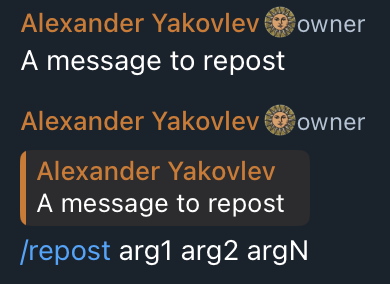 Alexander Yakovlev owner
A message to repost
Alexander Yakovlev owner
Alexander Yakovlev
A message to repost
/repost arg1 arg2 argN